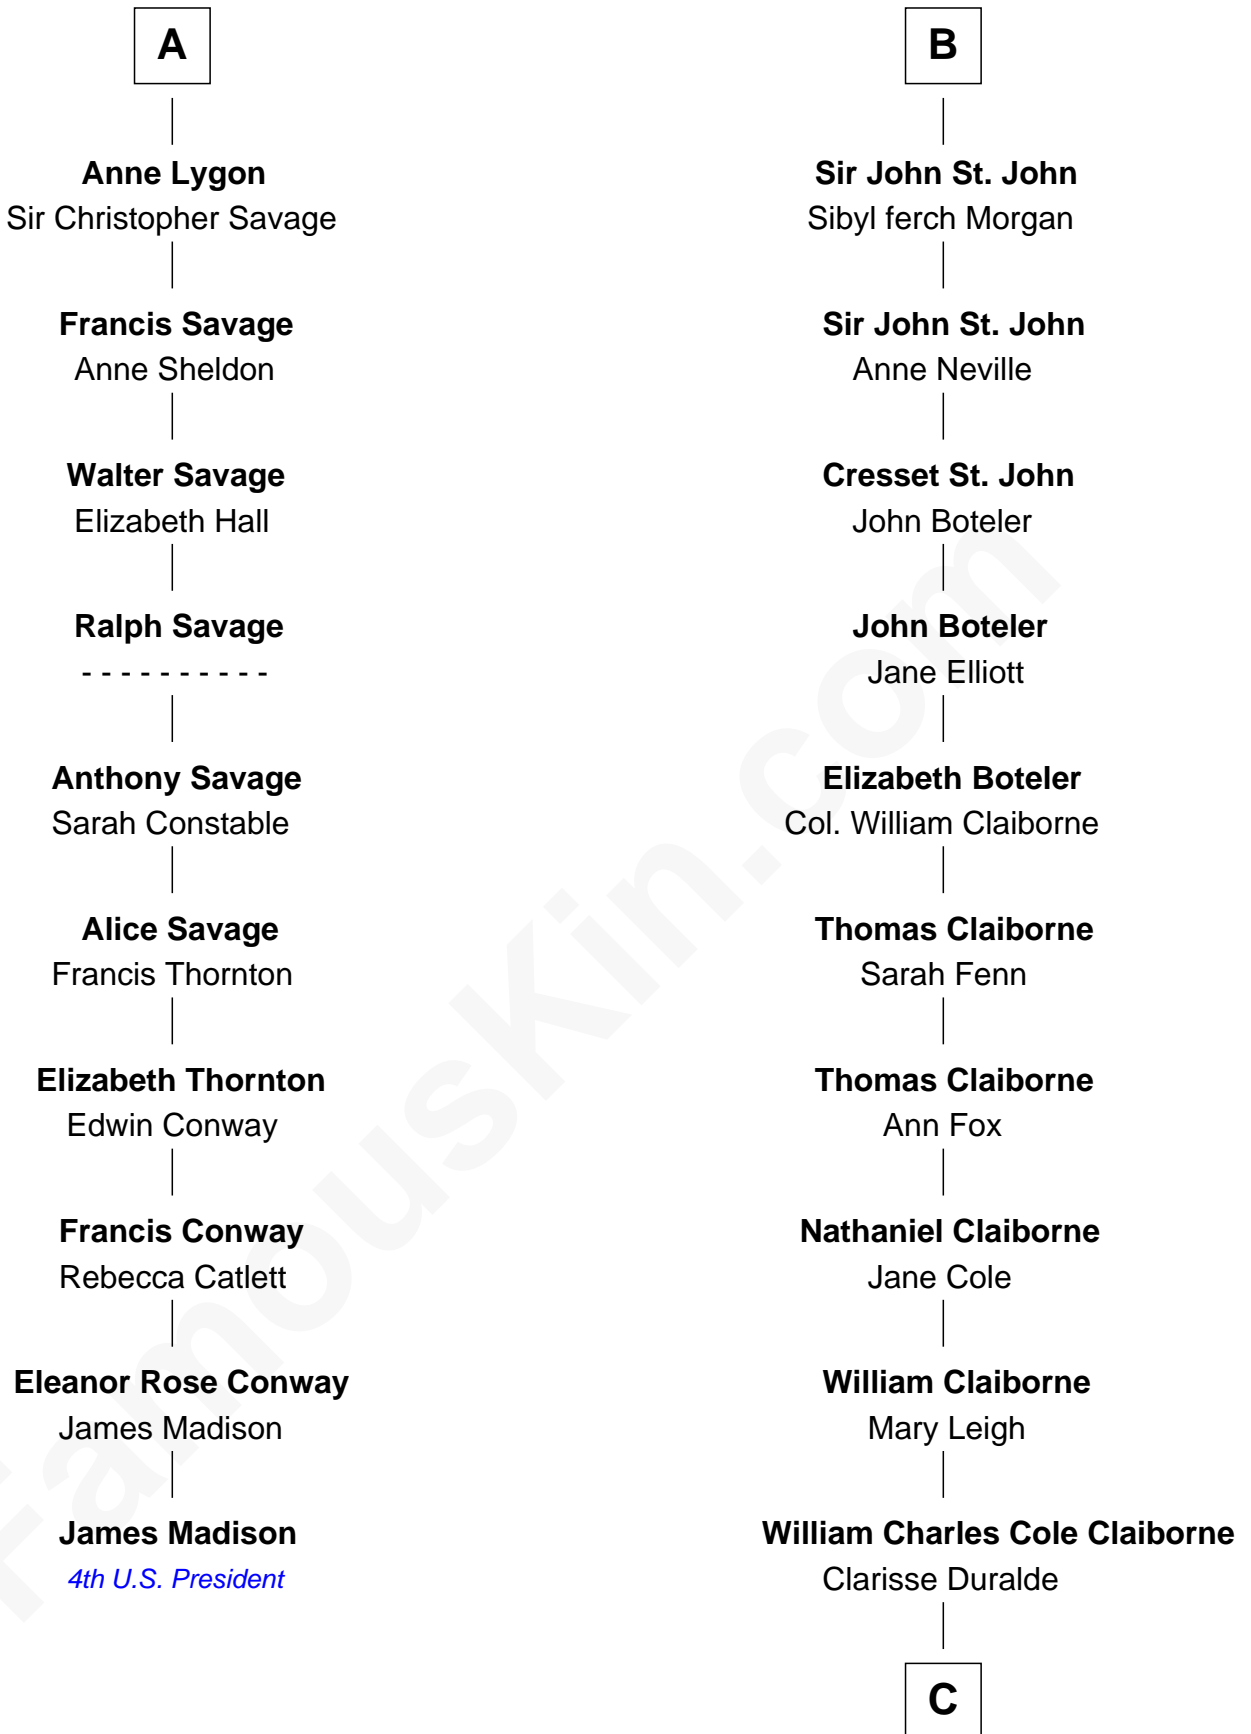 A
Anne Lygon
Sir Christopher Savage
Francis Savage
Anne Sheldon
Walter Savage
Elizabeth Hall
Ralph Savage
- - - - - - - - - -
Anthony Savage
Sarah Constable
Alice Savage
Francis Thornton
Elizabeth Thornton
Edwin Conway
Francis Conway
Rebecca Catlett
Eleanor Rose Conway
James Madison
James Madison
4th U.S. President
B
Sir John St. John
Sibyl ferch Morgan
Sir John St. John
Anne Neville
Cresset St. John
John Boteler
John Boteler
Jane Elliott
Elizabeth Boteler
Col. William Claiborne
Thomas Claiborne
Sarah Fenn
Thomas Claiborne
Ann Fox
Nathaniel Claiborne
Jane Cole
William Claiborne
Mary Leigh
William Charles Cole Claiborne
Clarisse Duralde
C
FamousKin.com